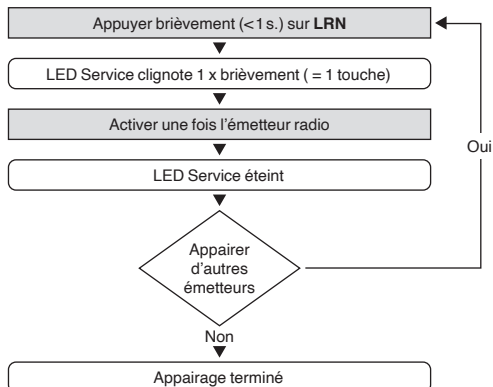 Appuyer brièvement (<1 s.) sur LRN
LED Service clignote 1 x brièvement ( = 1 touche)
Activer une fois l'émetteur radio
LED Service éteint
Appairer
d'autres
émetteurs
Oui
Non
Appairage terminé